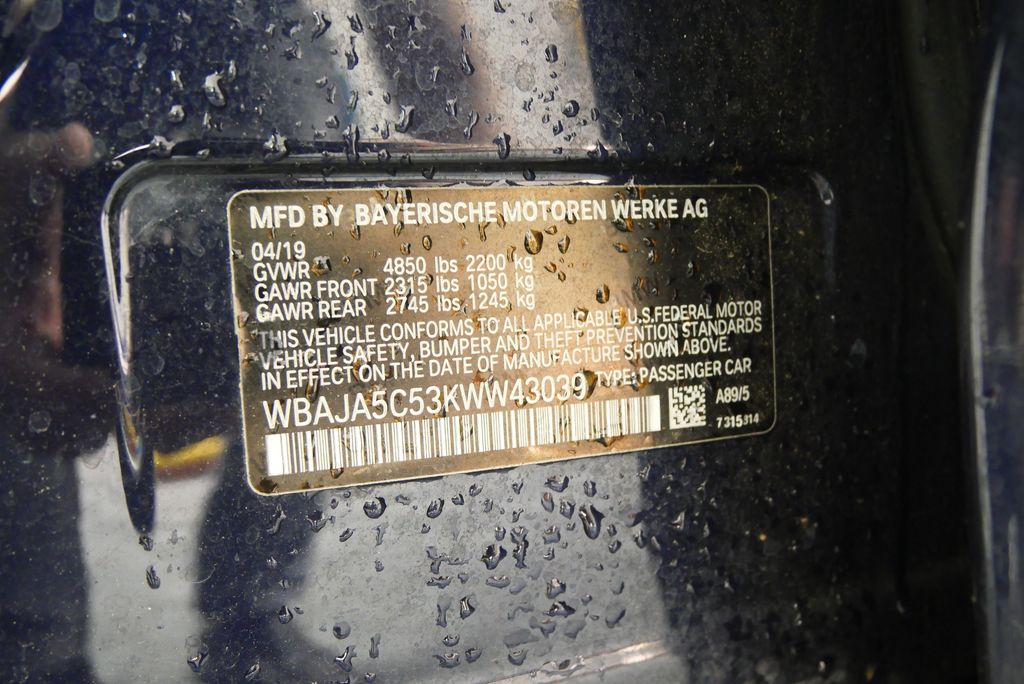 MFD BY BAYERISCHE MOTOREN WERKE AG
04/19
GVWR 4850 lbs 2200 kg
GAWR FRONT 2315 lbs 1050 kg
GAWR REAR 2745 lbs 1245 kg
THIS VEHICLE CONFORMS TO ALL APPLICABLE U.S.FEDERAL MOTOR
VEHICLE SAFETY, BUMPER AND THEFT PREVENTION STANDARDS
IN EFFECT ON THE DATE OF MANUFACTURE SHOWN ABOVE.
WBAJA5C53KWW43039 TYPE: PASSENGER CAR
A89/5
7315314